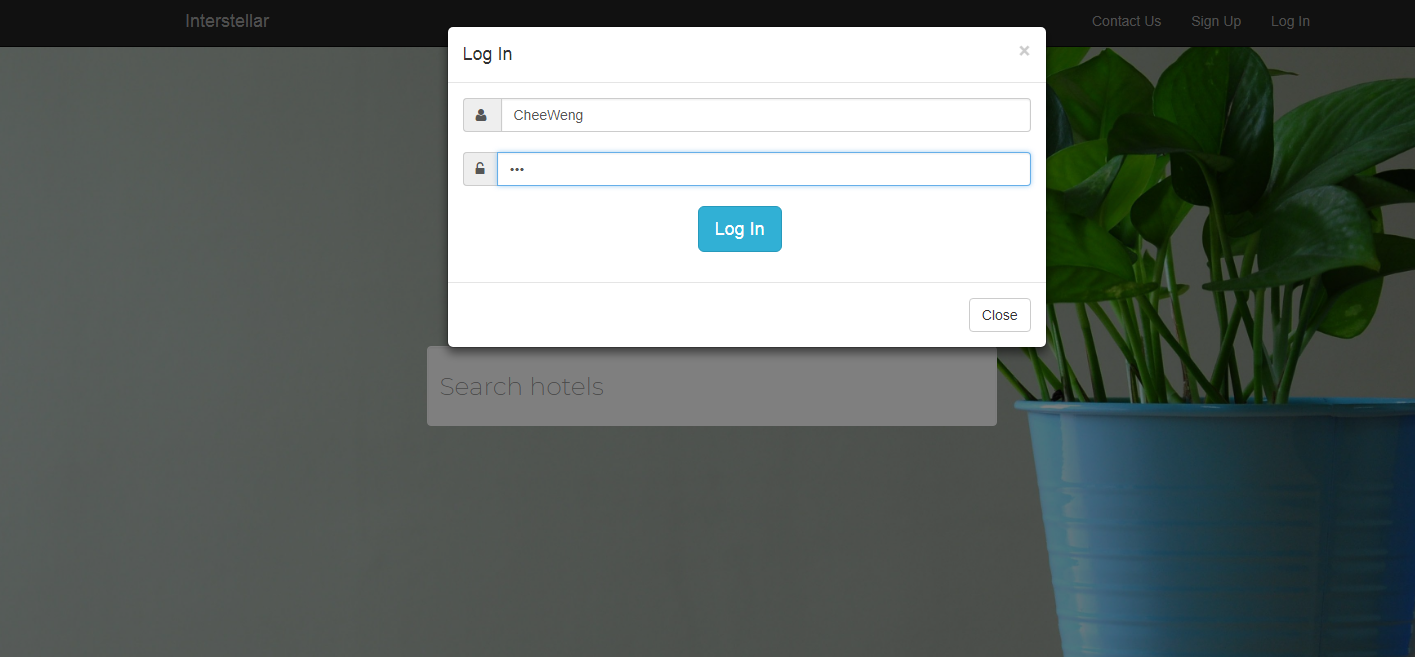 Interstellar
Contact Us
Sign Up
Log In
Log In
×
CheeWeng
•••
Log In
Close
Search hotels